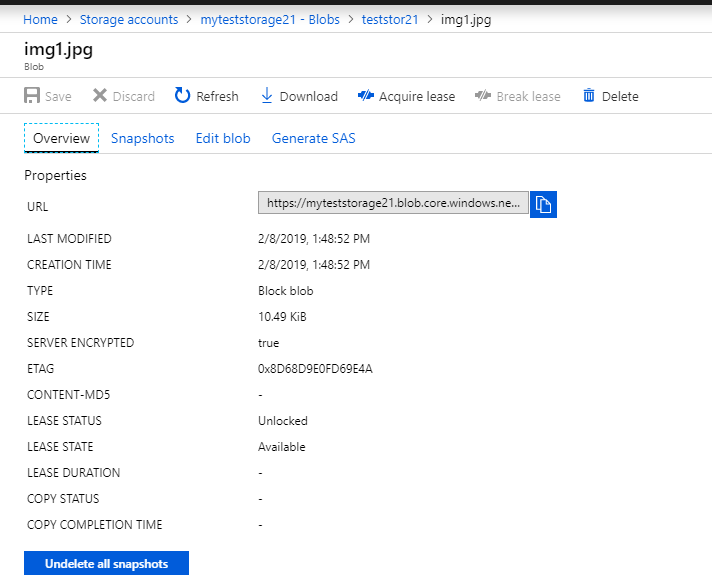 Home > Storage accounts > myteststorage21 - Blobs > teststor21 > img1.jpg
img1.jpg
Blob
Save Discard Refresh Download Acquire lease Break lease Delete
Overview Snapshots Edit blob Generate SAS
Properties
URL https://myteststorage21.blob.core.windows.ne...
LAST MODIFIED 2/8/2019, 1:48:52 PM
CREATION TIME 2/8/2019, 1:48:52 PM
TYPE Block blob
SIZE 10.49 KiB
SERVER ENCRYPTED true
ETAG 0x8D68D9E0FD69E4A
CONTENT-MD5 -
LEASE STATUS Unlocked
LEASE STATE Available
LEASE DURATION -
COPY STATUS -
COPY COMPLETION TIME -
Undelete all snapshots